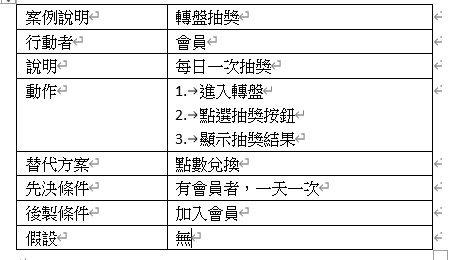 案例說明 轉盤抽獎
行動者 會員
說明 每日一次抽獎
動作 1.→進入轉盤
2.→點選抽獎按鈕
3.→顯示抽獎結果
替代方案 點數兌換
先決條件 有會員者，一天一次
後製條件 加入會員
假設 無